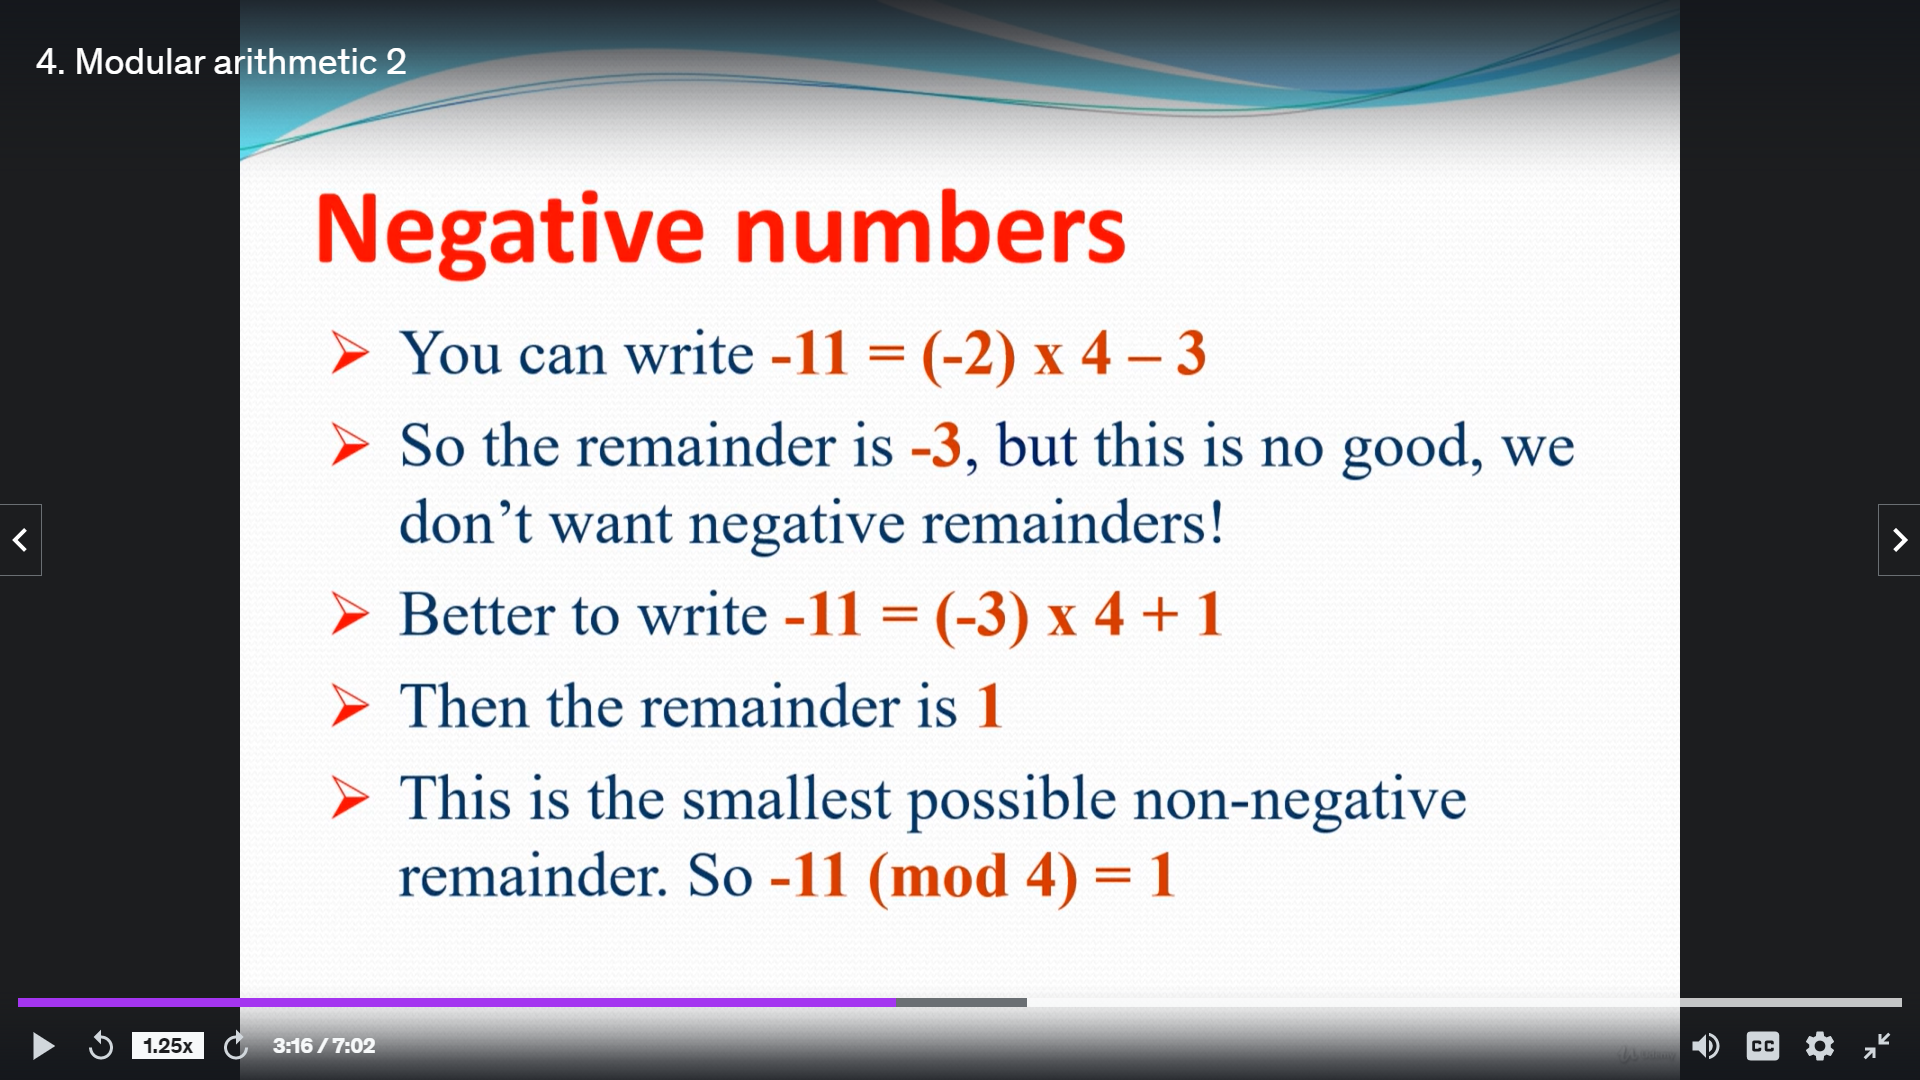 4. Modular arithmetic 2
Negative numbers
You can write -11 = (-2) x 4 – 3
So the remainder is -3, but this is no good, we
don’t want negative remainders!
Better to write -11 = (-3) x 4 + 1
Then the remainder is 1
This is the smallest possible non-negative
remainder. So -11 (mod 4) = 1
1.25x
3:16 / 7:02
CC